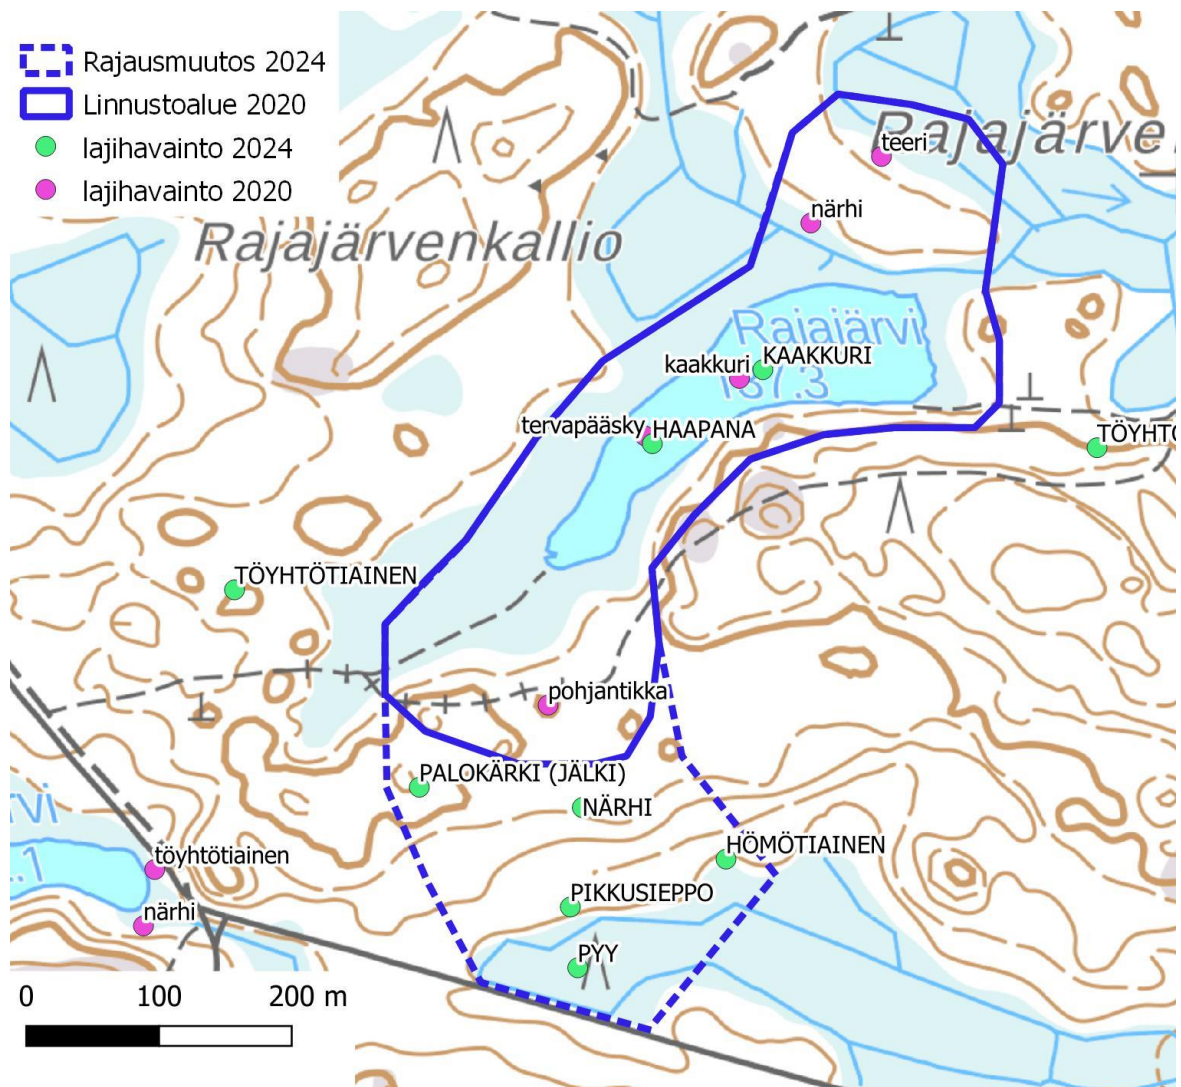 Rajausmuutos 2024
Linnustoalue 2020
lajihavainto 2024
lajihavainto 2020
teeri
närhi
Rajajärvenkallio
Rajajärvi
kaakkuri
KAAKKURI
tervapääsky
HAAPANA
TÖYHTÖTIAINEN
pohjantikka
PALOKÄRKI (JÄLKI)
NÄRHI
töyhtötiainen
HÖMÖTIAINEN
närhi
PIKKUSIEPPO
PYY
0 100 200 m